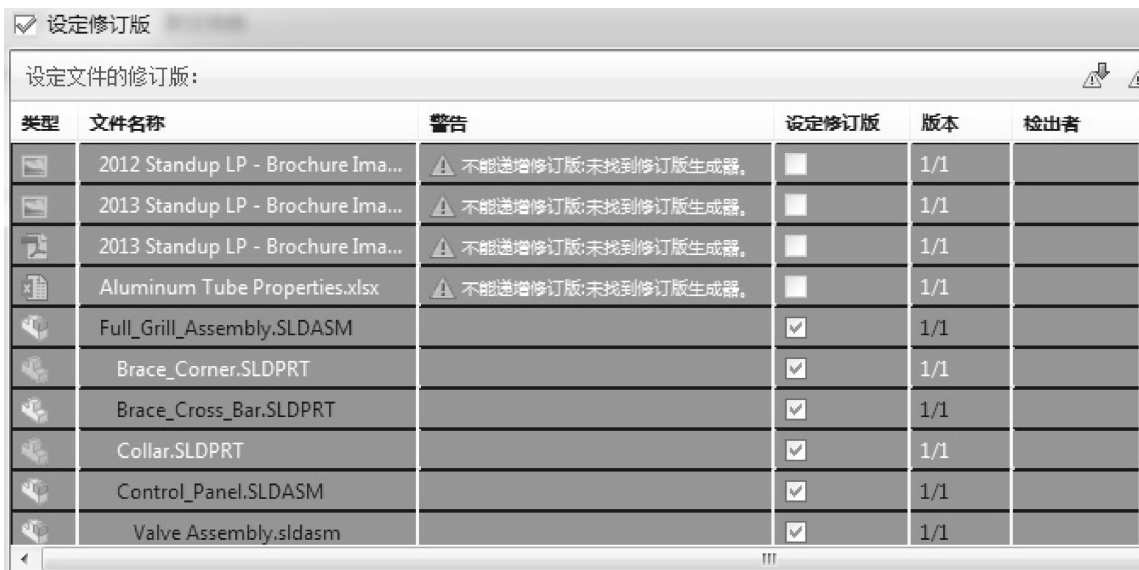 设定修订版
设定文件的修订版:
类型 文件名称 警告 设定修订版 版本 检出者
2012 Standup LP - Brochure Ima... 不能递增修订版:未找到修订版生成器。 1/1
2013 Standup LP - Brochure Ima... 不能递增修订版:未找到修订版生成器。 1/1
2013 Standup LP - Brochure Ima... 不能递增修订版:未找到修订版生成器。 1/1
Aluminum Tube Properties.xlsx 不能递增修订版:未找到修订版生成器。 1/1
Full_Grill_Assembly.SLDASM 1/1
Brace_Corner.SLDPRT 1/1
Brace_Cross_Bar.SLDPRT 1/1
Collar.SLDPRT 1/1
Control_Panel.SLDASM 1/1
Valve Assembly.sldasm 1/1